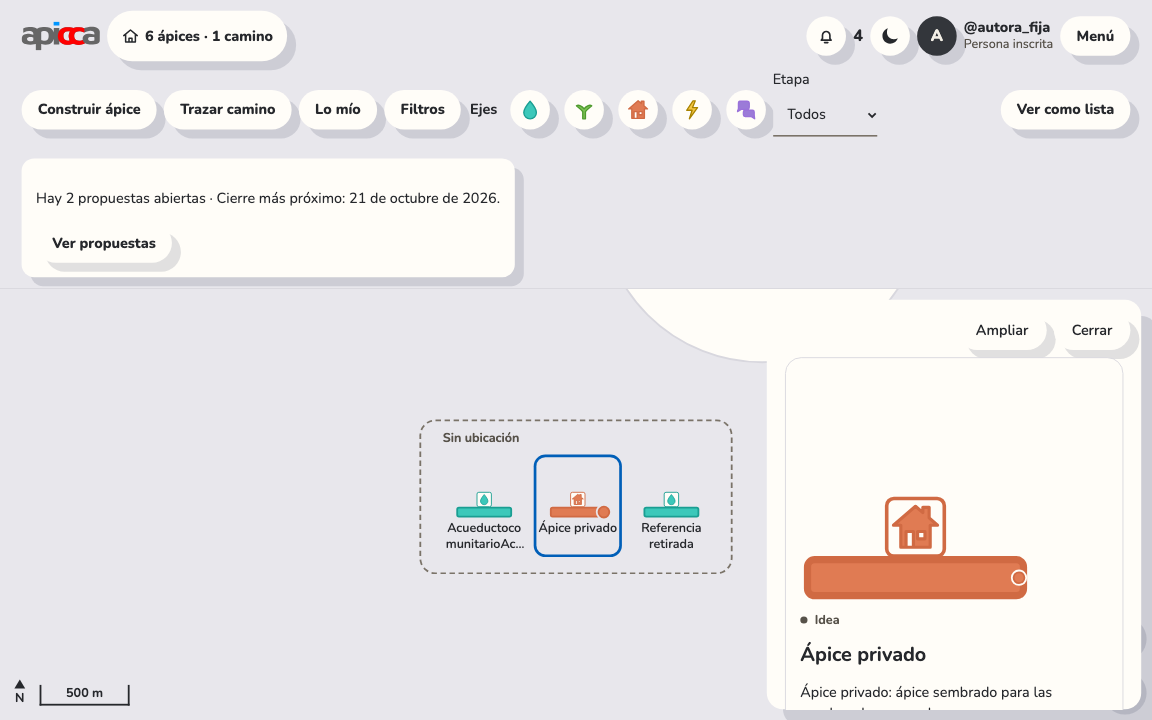 apicca
6 ápices · 1 camino
4
A
@autora_fija
Persona inscrita
Menú
Construir ápice
Trazar camino
Lo mío
Filtros
Ejes
Etapa
Todos
Ver como lista
Hay 2 propuestas abiertas · Cierre más próximo: 21 de octubre de 2026.
Ver propuestas
Ampliar
Cerrar
Sin ubicación
Acueductoco
munitarioAc...
Ápice privado
Referencia
retirada
Idea
Ápice privado
Ápice privado: ápice sembrado para las
N
500 m